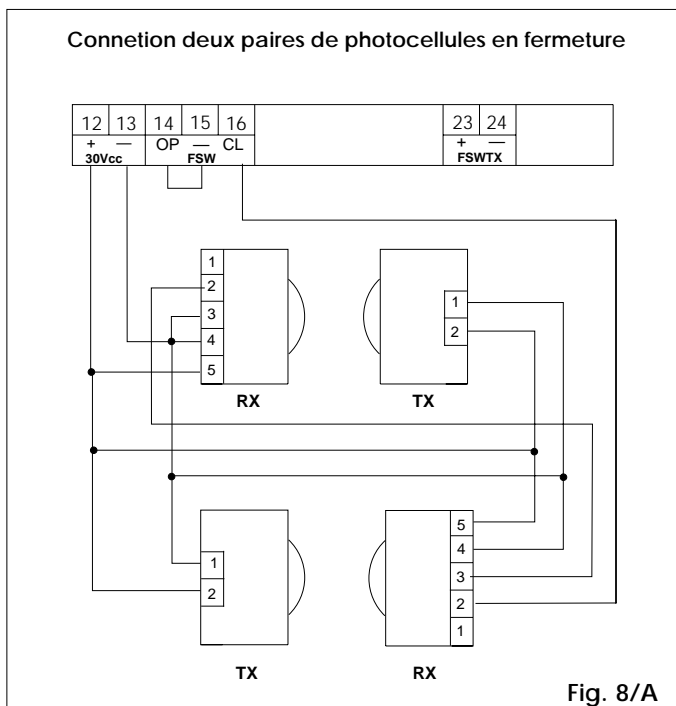 Connetion deux paires de photocellules en fermeture
12 13 14 15 16 23 24
+ — OP — CL + —
30Vcc FSW FSWTX
1
2
3
4
5
RX
1
2
TX
1
2
TX
5
4
3
2
1
RX
Fig. 8/A